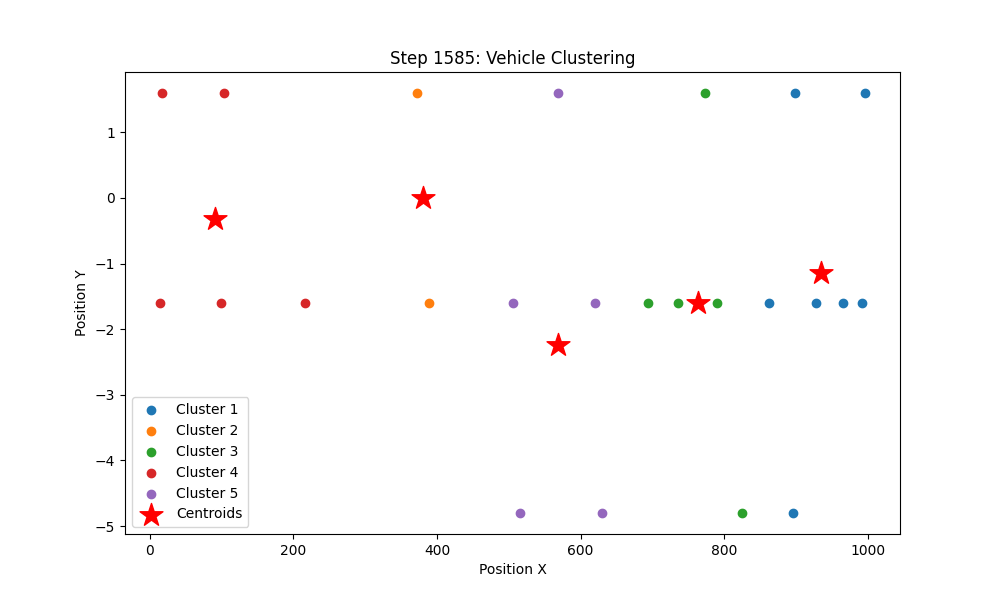 Step 1585: Vehicle Clustering
1
0
−1
−2
−3
−4
−5
Position Y
Cluster 1
Cluster 2
Cluster 3
Cluster 4
Cluster 5
Centroids
0 200 400 600 800 1000
Position X